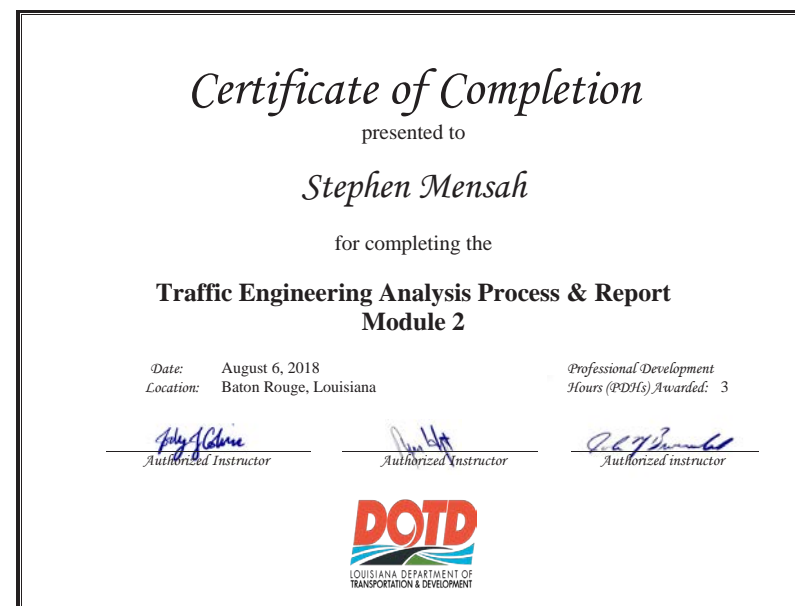 Certificate of Completion
presented to
Stephen Mensah
for completing the
Traffic Engineering Analysis Process & Report
Module 2
Date: August 6, 2018
Location: Baton Rouge, Louisiana
Professional Development
Hours (PDHs) Awarded: 3
Authorized Instructor
Authorized Instructor
Authorized instructor
DOTD
LOUISIANA DEPARTMENT OF
TRANSPORTATION & DEVELOPMENT